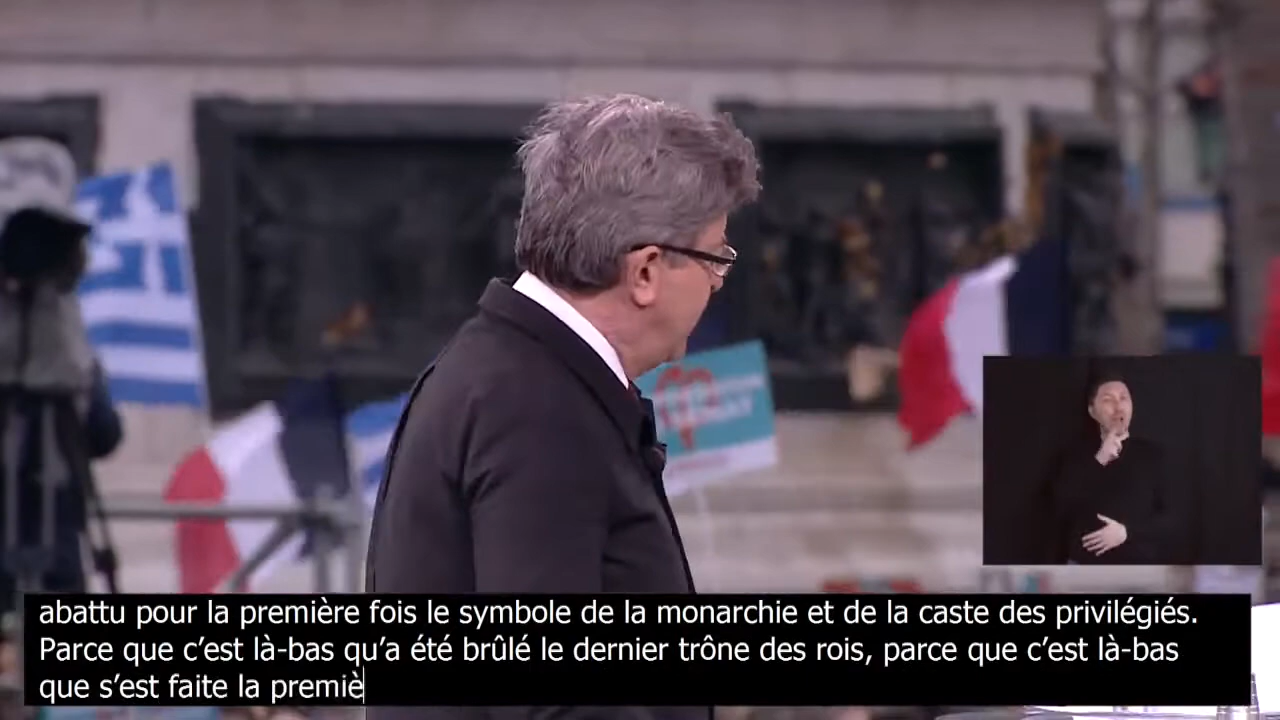 abattu pour la première fois le symbole de la monarchie et de la caste des privilégiés.
Parce que c’est là-bas qu’a été brûlé le dernier trône des rois, parce que c’est là-bas
que s’est faite la premiè